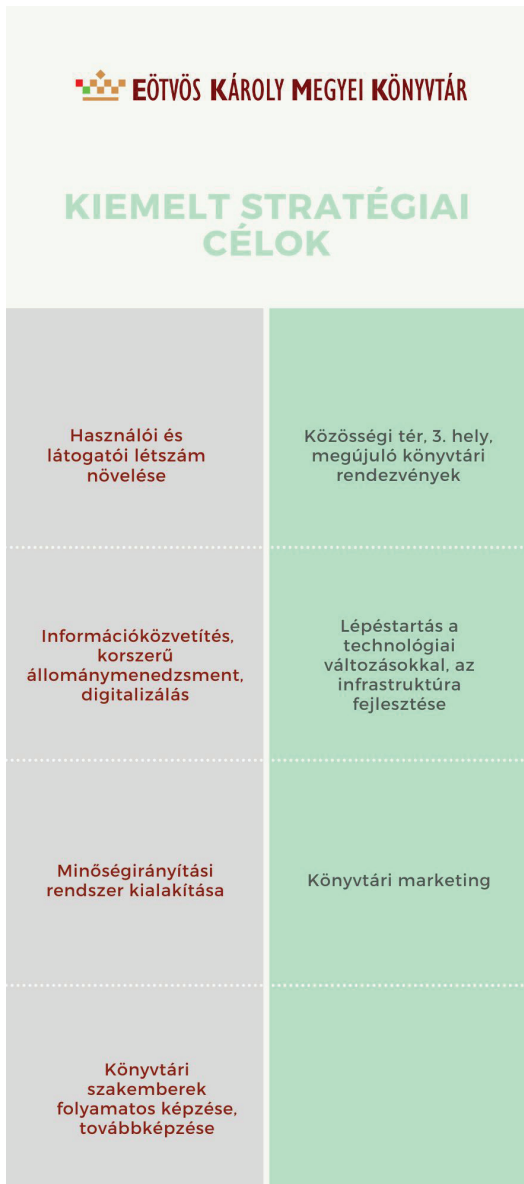 EÖTVÖS KÁROLY MEGYEI KÖNYVTÁR
KIEMELT STRATÉGIAI
CÉLOK
Használói és
látogatói létszám
növelése
Közösségi tér, 3. hely,
megújuló könyvtári
rendezvények
Információközvetítés,
korszerű
állománymenedzsment,
digitalizálás
Lépéstartás a
technológiai
változásokkal, az
infrastruktúra
fejlesztése
Minőségirányítási
rendszer kialakítása
Könyvtári marketing
Könyvtári
szakemberek
folyamatos képzése,
továbbképzése